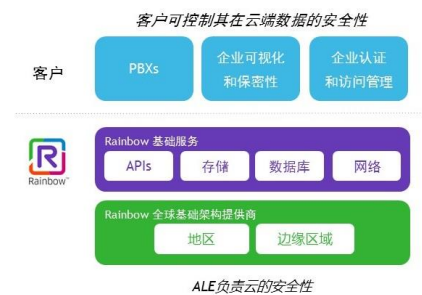 客户可控制其在云端数据的安全性
客户
PBXs
企业可视化
和保密性
企业认证
和访问管理
Rainbow 基础服务
APIs
存储
数据库
网络
R
Rainbow™
Rainbow 全球基础架构提供商
地区
边缘区域
ALE负责云的安全性